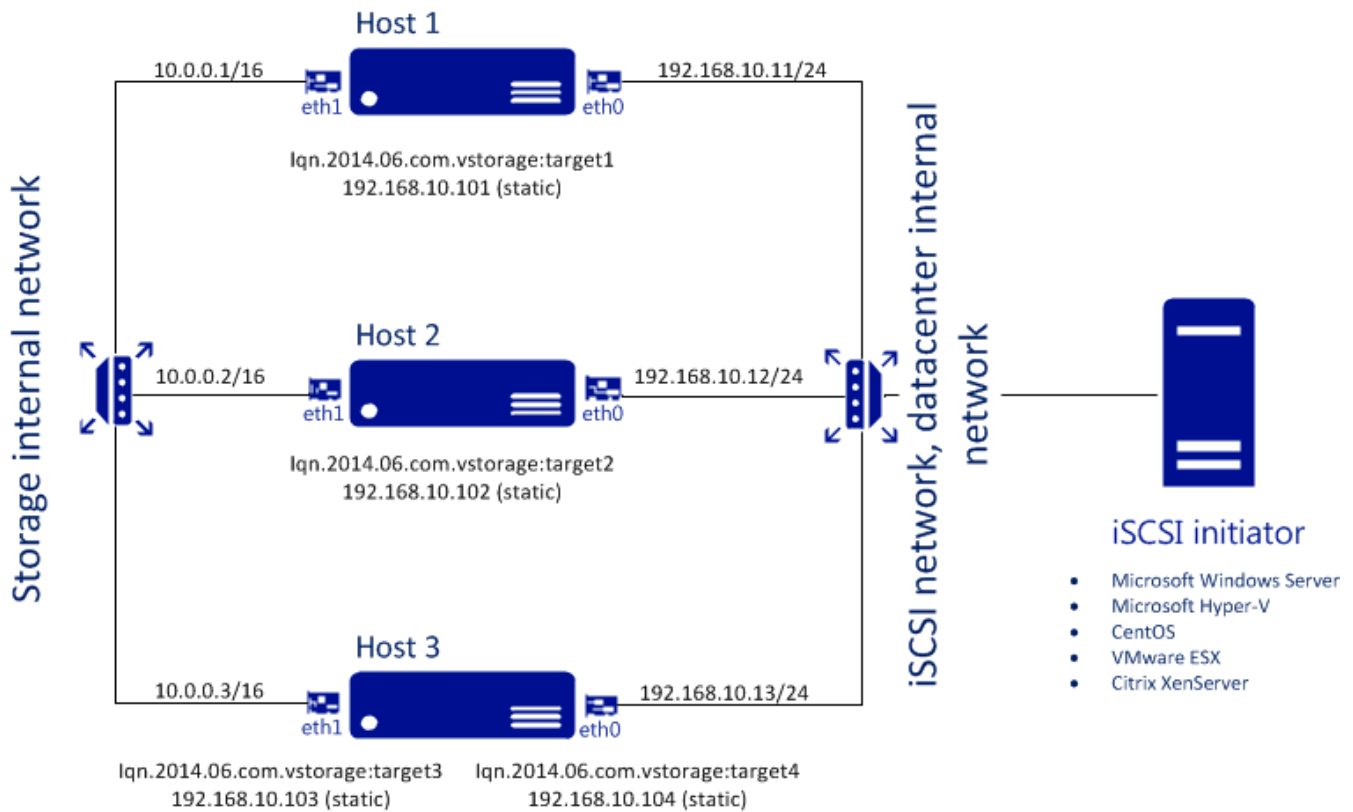 Host 1
10.0.0.1/16
192.168.10.11/24
eth1
eth0
Iqn.2014.06.com.vstorage:target1
192.168.10.101 (static)
Storage internal network
iSCSI network, datacenter internal
network
Host 2
10.0.0.2/16
192.168.10.12/24
eth1
eth0
Iqn.2014.06.com.vstorage:target2
192.168.10.102 (static)
Host 3
10.0.0.3/16
192.168.10.13/24
eth1
eth0
Iqn.2014.06.com.vstorage:target3
192.168.10.103 (static)
Iqn.2014.06.com.vstorage:target4
192.168.10.104 (static)
iSCSI initiator
• Microsoft Windows Server
• Microsoft Hyper-V
• CentOS
• VMware ESX
• Citrix XenServer